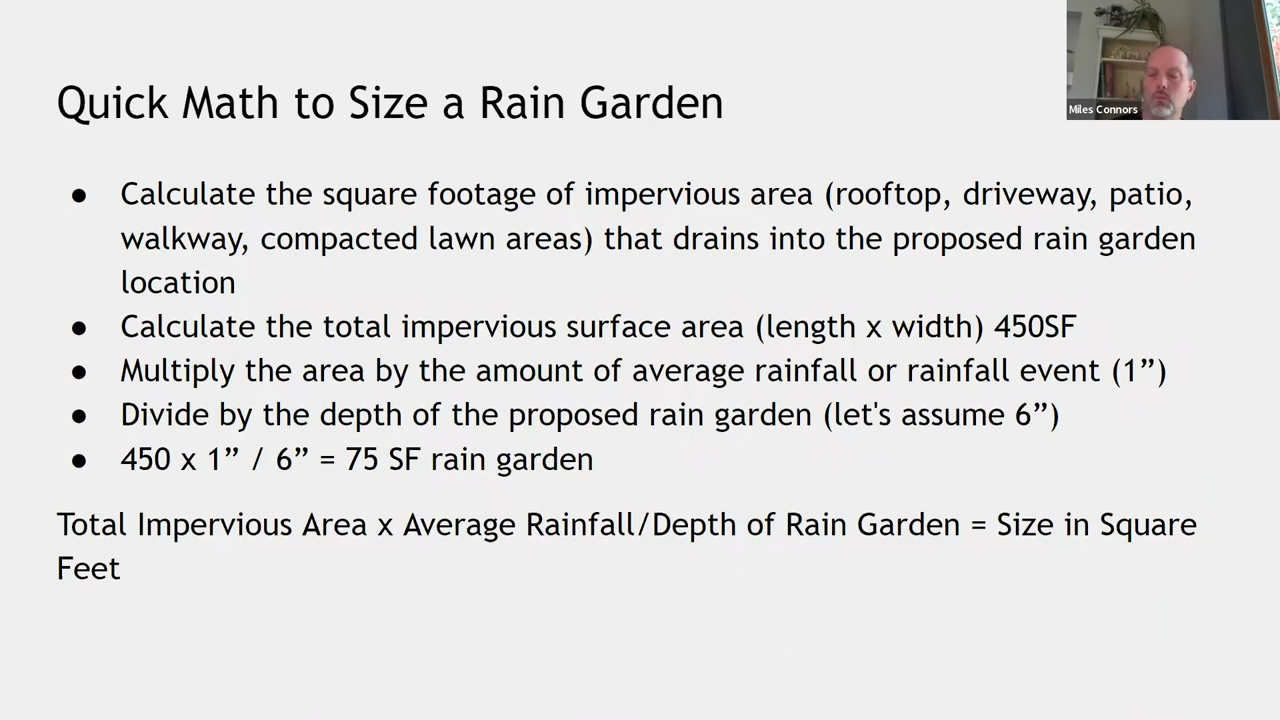 Quick Math to Size a Rain Garden
Miles Connors
● Calculate the square footage of impervious area (rooftop, driveway, patio,
walkway, compacted lawn areas) that drains into the proposed rain garden
location
● Calculate the total impervious surface area (length x width) 450SF
● Multiply the area by the amount of average rainfall or rainfall event (1”)
● Divide by the depth of the proposed rain garden (let's assume 6”)
● 450 x 1” / 6” = 75 SF rain garden
Total Impervious Area x Average Rainfall/Depth of Rain Garden = Size in Square
Feet